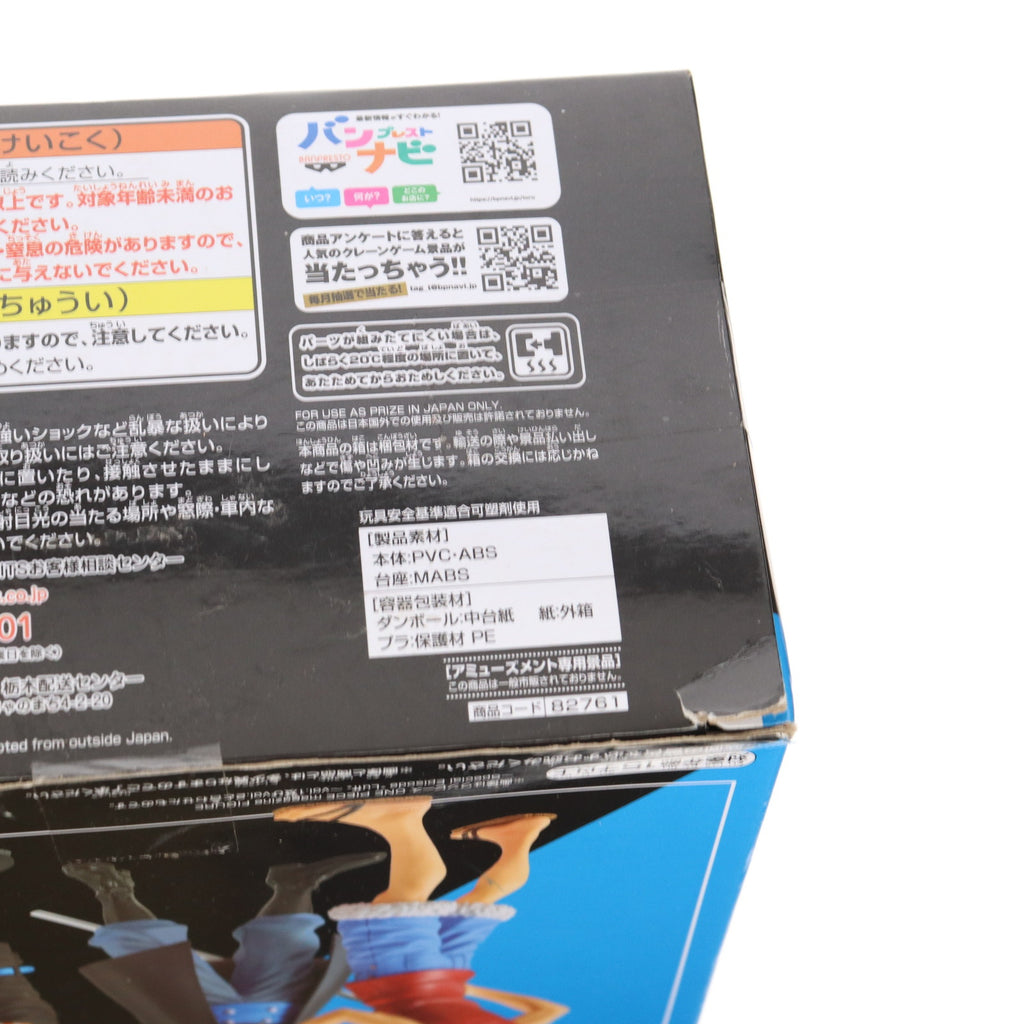 けいこく)
読みください。
以上です。対象年齢未満のお
ください。
窒息の危険がありますので、
に与えないでください。
ちゅうい)
ますので、注意してください。
めください。
強いショックなど乱暴な扱いにより
取り扱いにはご注意ください。
に置いたり、接触させたままにし
などの恐れがあります。
射日光の当たる場所や窓際・車内な
いでください。
ITSお客様相談センター
.co.jp
01
栃木配送センター
54-2-20
pted from outside Japan.
最新情報がすぐわかる!
バンプレストナビ
BANPRESTO
いつ?
何が?
どこのお店に?
商品アンケートに答えると
人気のクレーンゲーム景品が
当たっちゃう!!
毎月抽選で当たる!
パーツが組みたてにくい場合は、
しばらく20℃程度の場所に置いて、
あたためてからおためしください。
FOR USE AS PRIZE IN JAPAN ONLY.
この商品は日本国外での使用及び販売は許諾されておりません。
本商品の箱は梱包材です。輸送の際や景品払い出し
などで傷や凹みが生じます。箱の交換には応じかね
ますのでご了承ください。
玩具安全基準適合可塑剤使用
[製品素材]
本体:PVC・ABS
台座:MABS
[容器包装材]
ダンボール:中台紙 紙:外箱
プラ:保護材 PE
[アミューズメント専用景品]
この商品は一般市販されておりません。
商品コード 82761